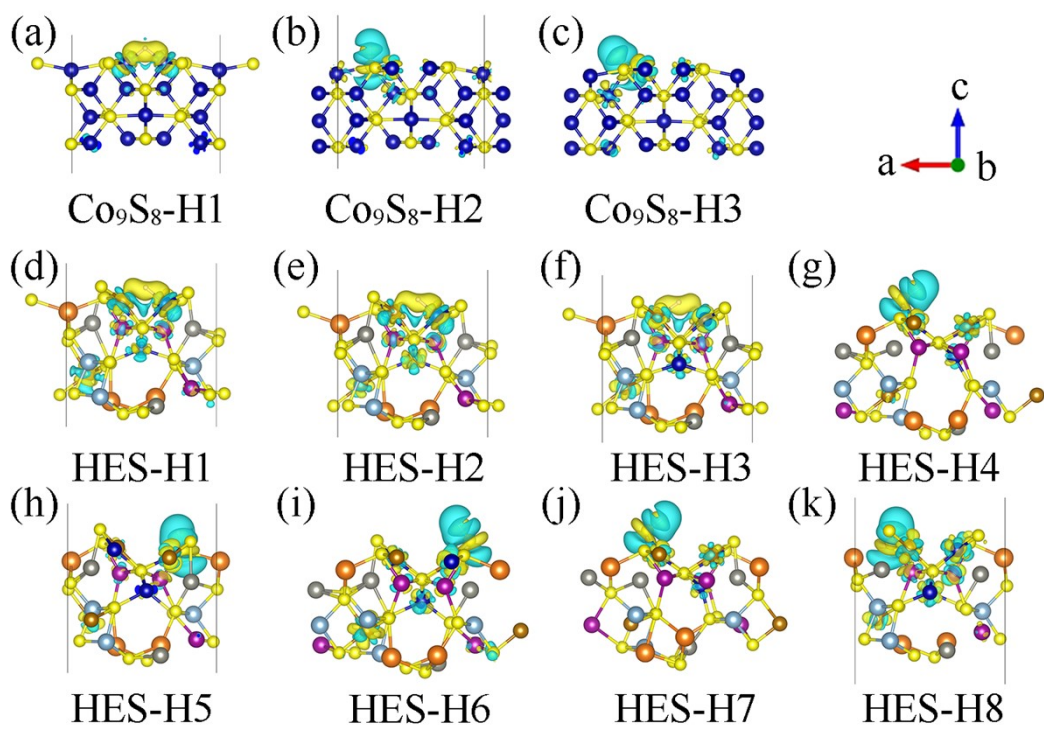 (a) (b) (c)
c
a b
Co₉S₈-H1 Co₉S₈-H2 Co₉S₈-H3
(d) (e) (f) (g)
HES-H1 HES-H2 HES-H3 HES-H4
(h) (i) (j) (k)
HES-H5 HES-H6 HES-H7 HES-H8